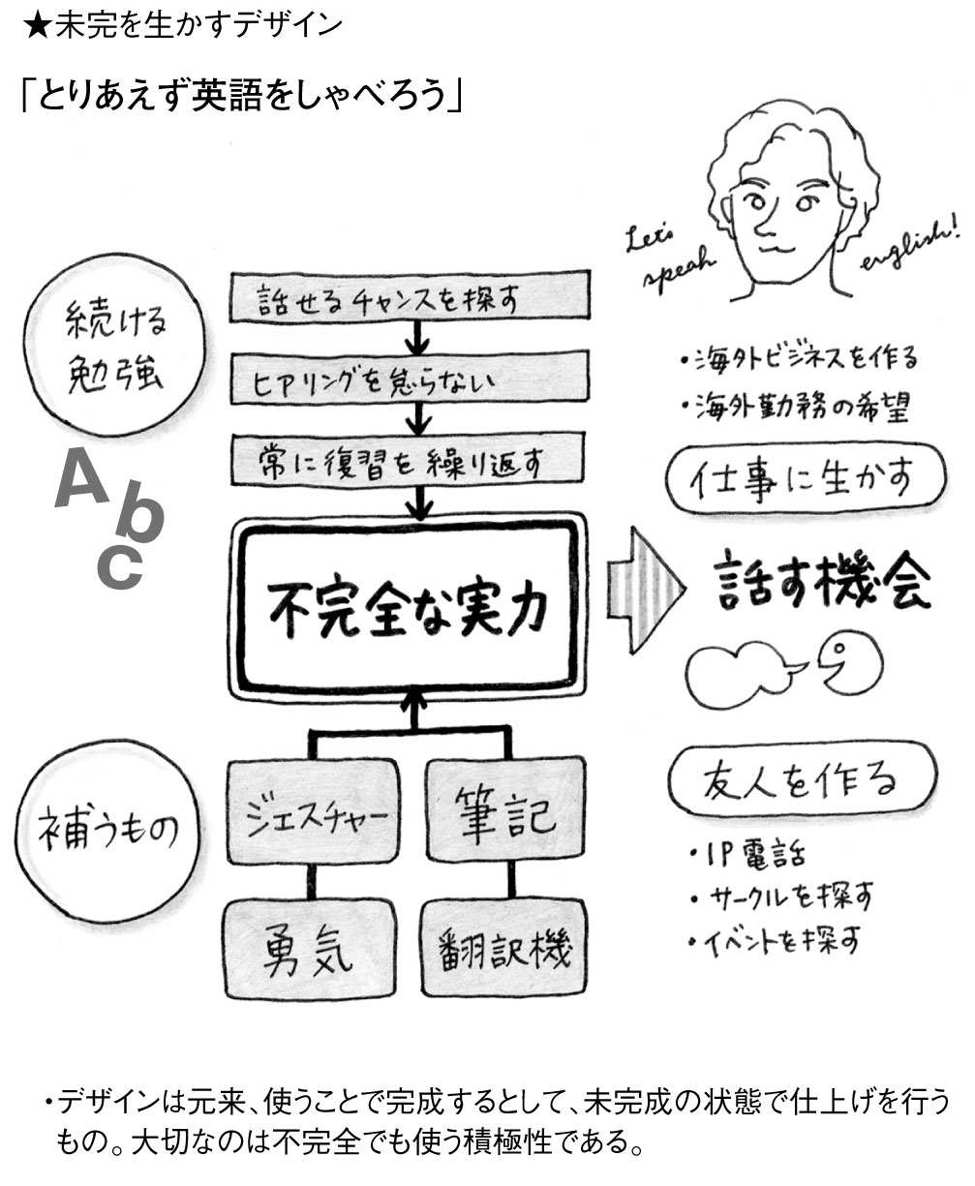 ★未完を生かすデザイン
「とりあえず英語をしゃべろう」
Let's
speak
english!
続ける
勉強
話せるチャンスを探す
ヒアリングを怠らない
常に復習を繰り返す
Abc
不完全な実力
・海外ビジネスを作る
・海外勤務の希望
仕事に生かす
話す機会
友人を作る
・IP電話
・サークルを探す
・イベントを探す
補うもの
ジェスチャー
筆記
勇気
翻訳機
・デザインは元来、使うことで完成するとして、未完成の状態で仕上げを行う
もの。大切なのは不完全でも使う積極性である。